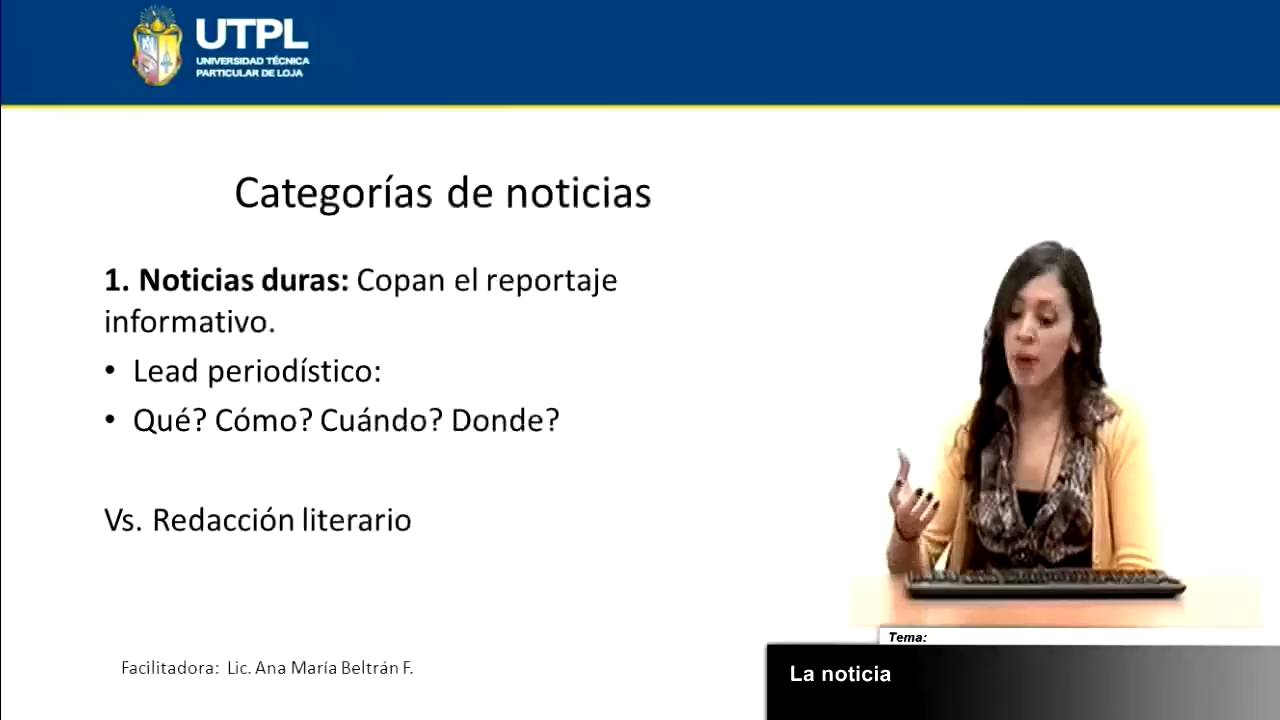 UTPL
UNIVERSIDAD TÉCNICA
PARTICULAR DE LOJA
Categorías de noticias
1. Noticias duras: Copan el reportaje
informativo.
• Lead periodístico:
• Qué? Cómo? Cuándo? Donde?
Vs. Redacción literario
Facilitadora: Lic. Ana María Beltrán F.
Tema:
La noticia